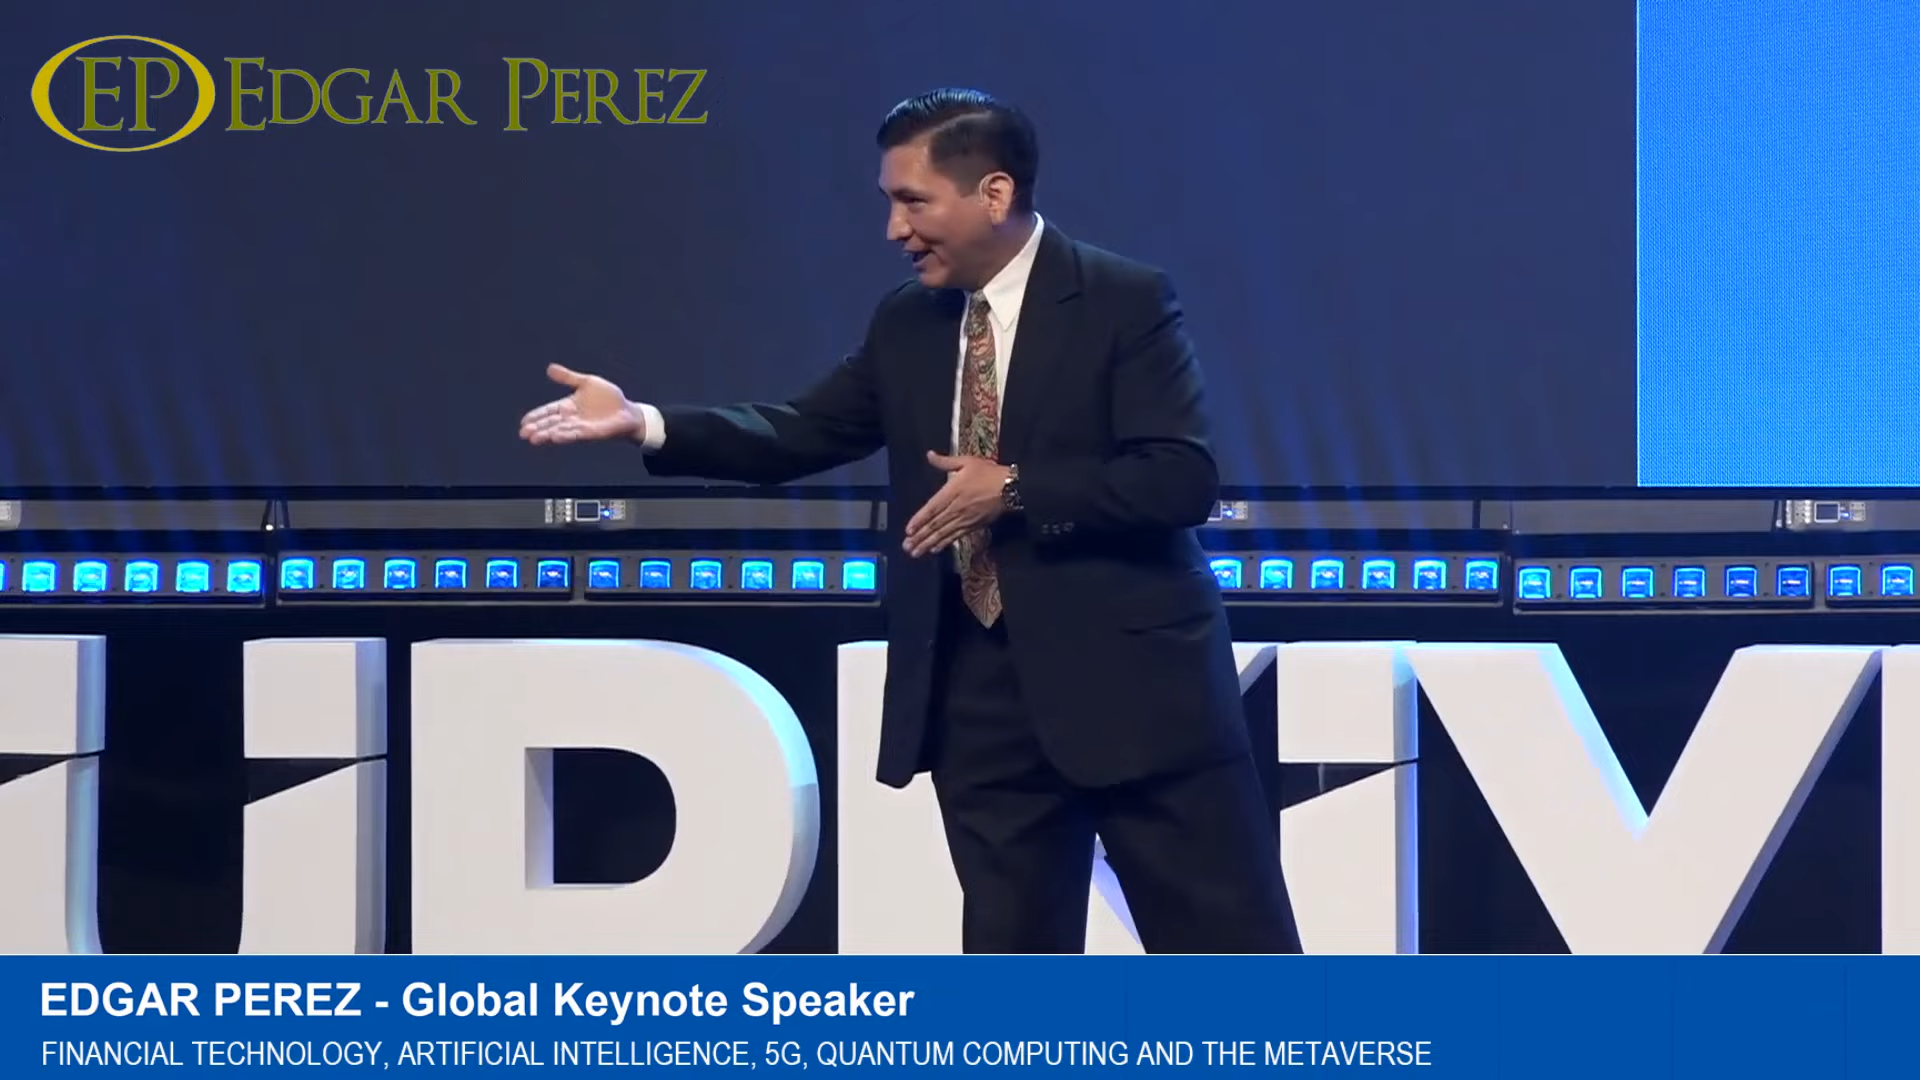 EP EDGAR PEREZ
EDGAR PEREZ - Global Keynote Speaker
FINANCIAL TECHNOLOGY, ARTIFICIAL INTELLIGENCE, 5G, QUANTUM COMPUTING AND THE METAVERSE